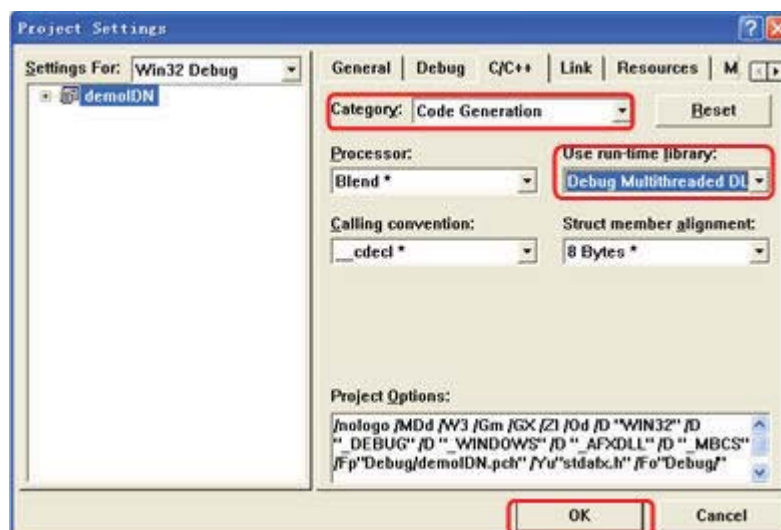 Project Settings
Settings For: Win32 Debug
demoIDN
General Debug C/C++ Link Resources M
Category: Code Generation
Reset
Processor:
Use run-time library:
Blend *
Debug Multithreaded DL
Calling convention:
Struct member alignment:
__cdecl *
8 Bytes *
Project Options:
/nologo /MDd /W3 /Gm /GX /ZI /Od /D "WIN32" /D
"_DEBUG" /D "_WINDOWS" /D "_AFXDLL" /D "_MBCS"
/Fp"Debug/demoIDN.pch" /Yu"stdafx.h" /Fo"Debug/"
OK
Cancel